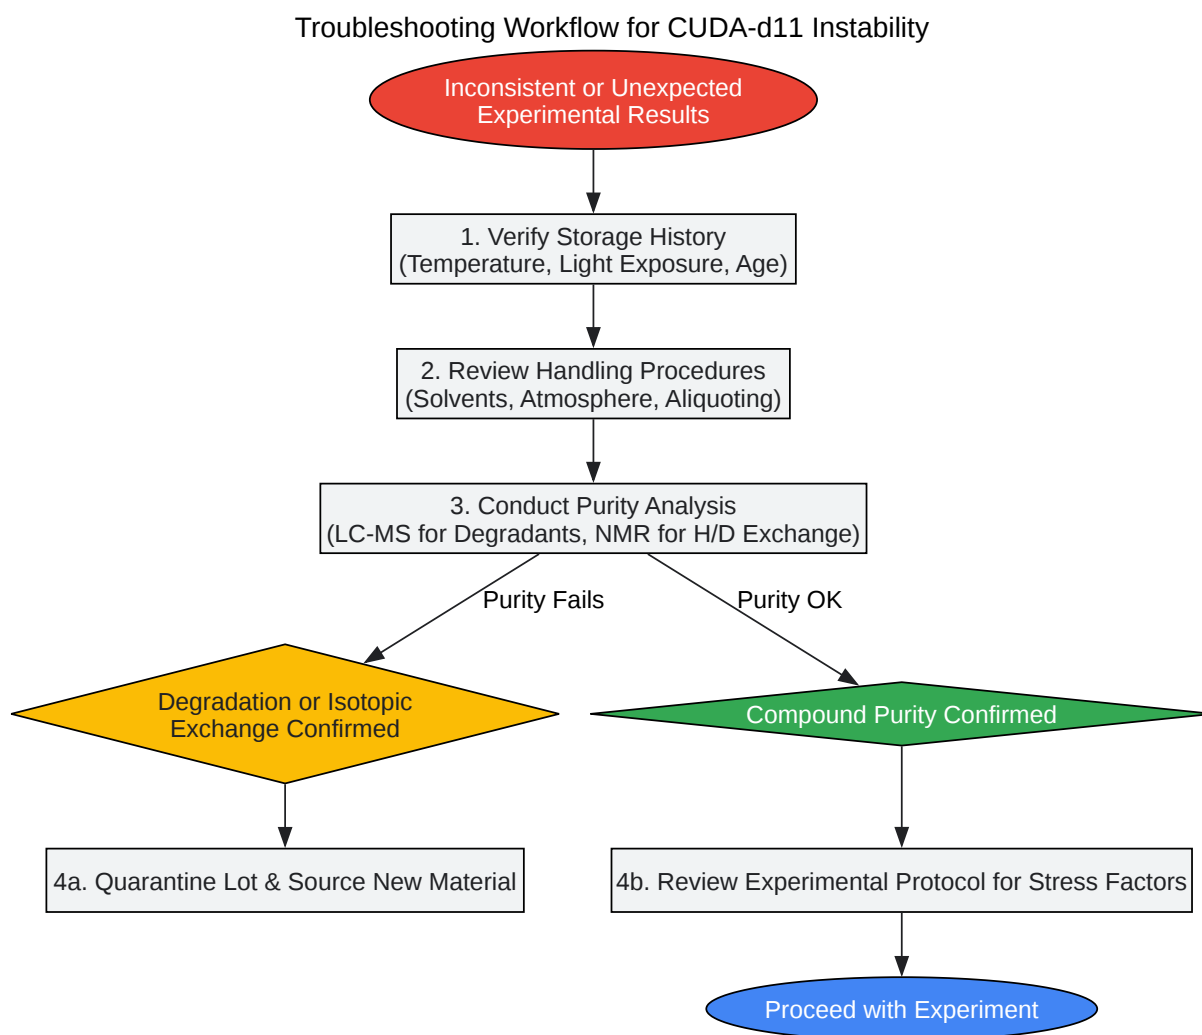 Troubleshooting Workflow for CUDA-d11 Instability
Inconsistent or Unexpected
Experimental Results
1. Verify Storage History
(Temperature, Light Exposure, Age)
2. Review Handling Procedures
(Solvents, Atmosphere, Aliquoting)
3. Conduct Purity Analysis
(LC-MS for Degradants, NMR for H/D Exchange)
Purity Fails
Purity OK
Degradation or Isotopic
Exchange Confirmed
Compound Purity Confirmed
4a. Quarantine Lot & Source New Material
4b. Review Experimental Protocol for Stress Factors
Proceed with Experiment